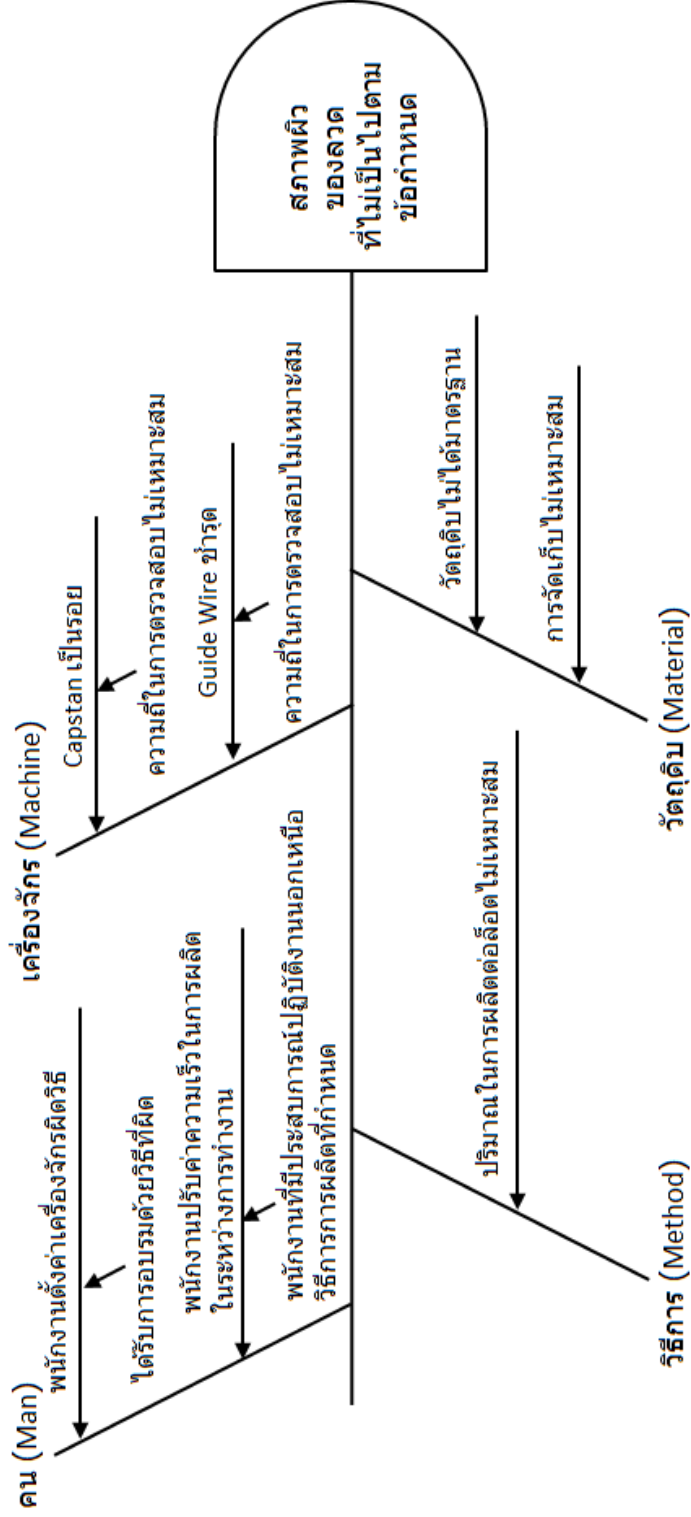 คน (Man)
พนักงานตั้งค่าเครื่องจักรผิดวิธี
ได้รับการอบรมด้วยวิธีที่ผิด
พนักงานปรับค่าความเร็วในการผลิต
ในระหว่างการทำงาน
พนักงานที่มีประสบการณ์ปฏิบัติงานนอกเหนือ
วิธีการการผลิตที่กำหนด
เครื่องจักร (Machine)
Capstan เป็นรอย
ความถี่ในการตรวจสอบไม่เหมาะสม
Guide Wire ชำรุด
ความถี่ในการตรวจสอบไม่เหมาะสม
สภาพผิว
ของลวด
ที่ไม่เป็นไปตาม
ข้อกำหนด
ปริมาณในการผลิตต่อล็อตไม่เหมาะสม
วิธีการ (Method)
วัตถุดิบไม่ได้มาตรฐาน
การจัดเก็บไม่เหมาะสม
วัตถุดิบ (Material)